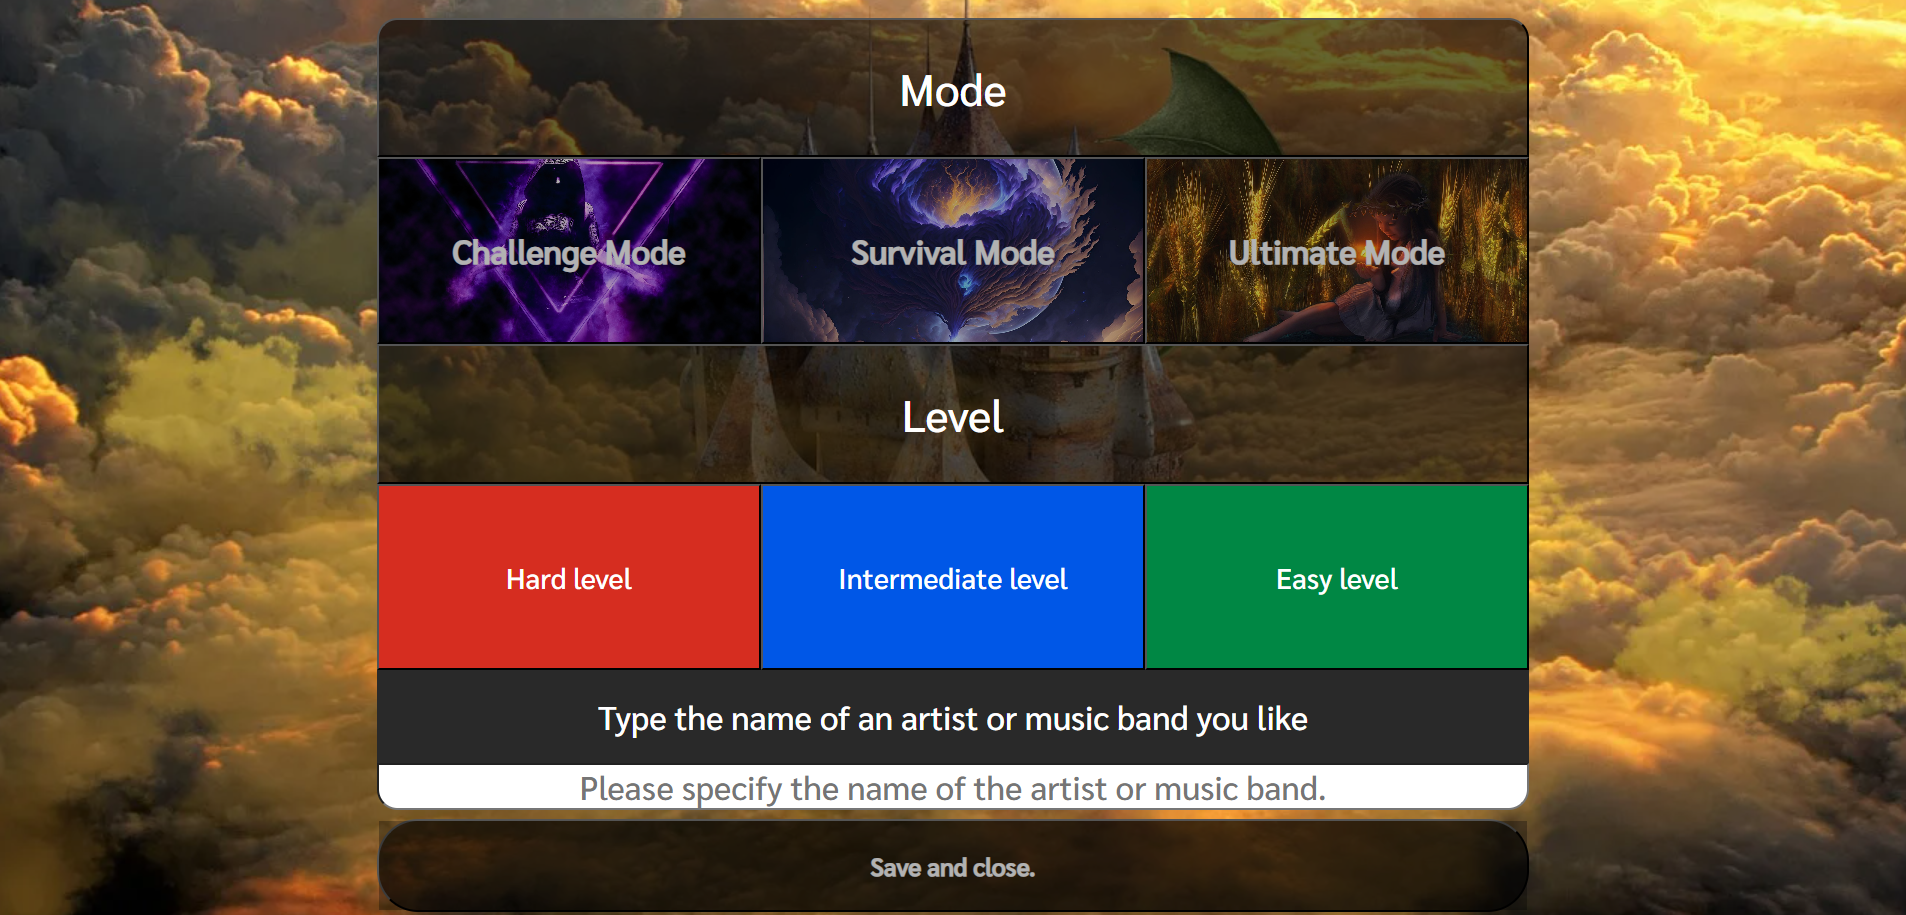 Mode
Challenge Mode
Survival Mode
Ultimate Mode
Level
Hard level
Intermediate level
Easy level
Type the name of an artist or music band you like
Please specify the name of the artist or music band.
Save and close.